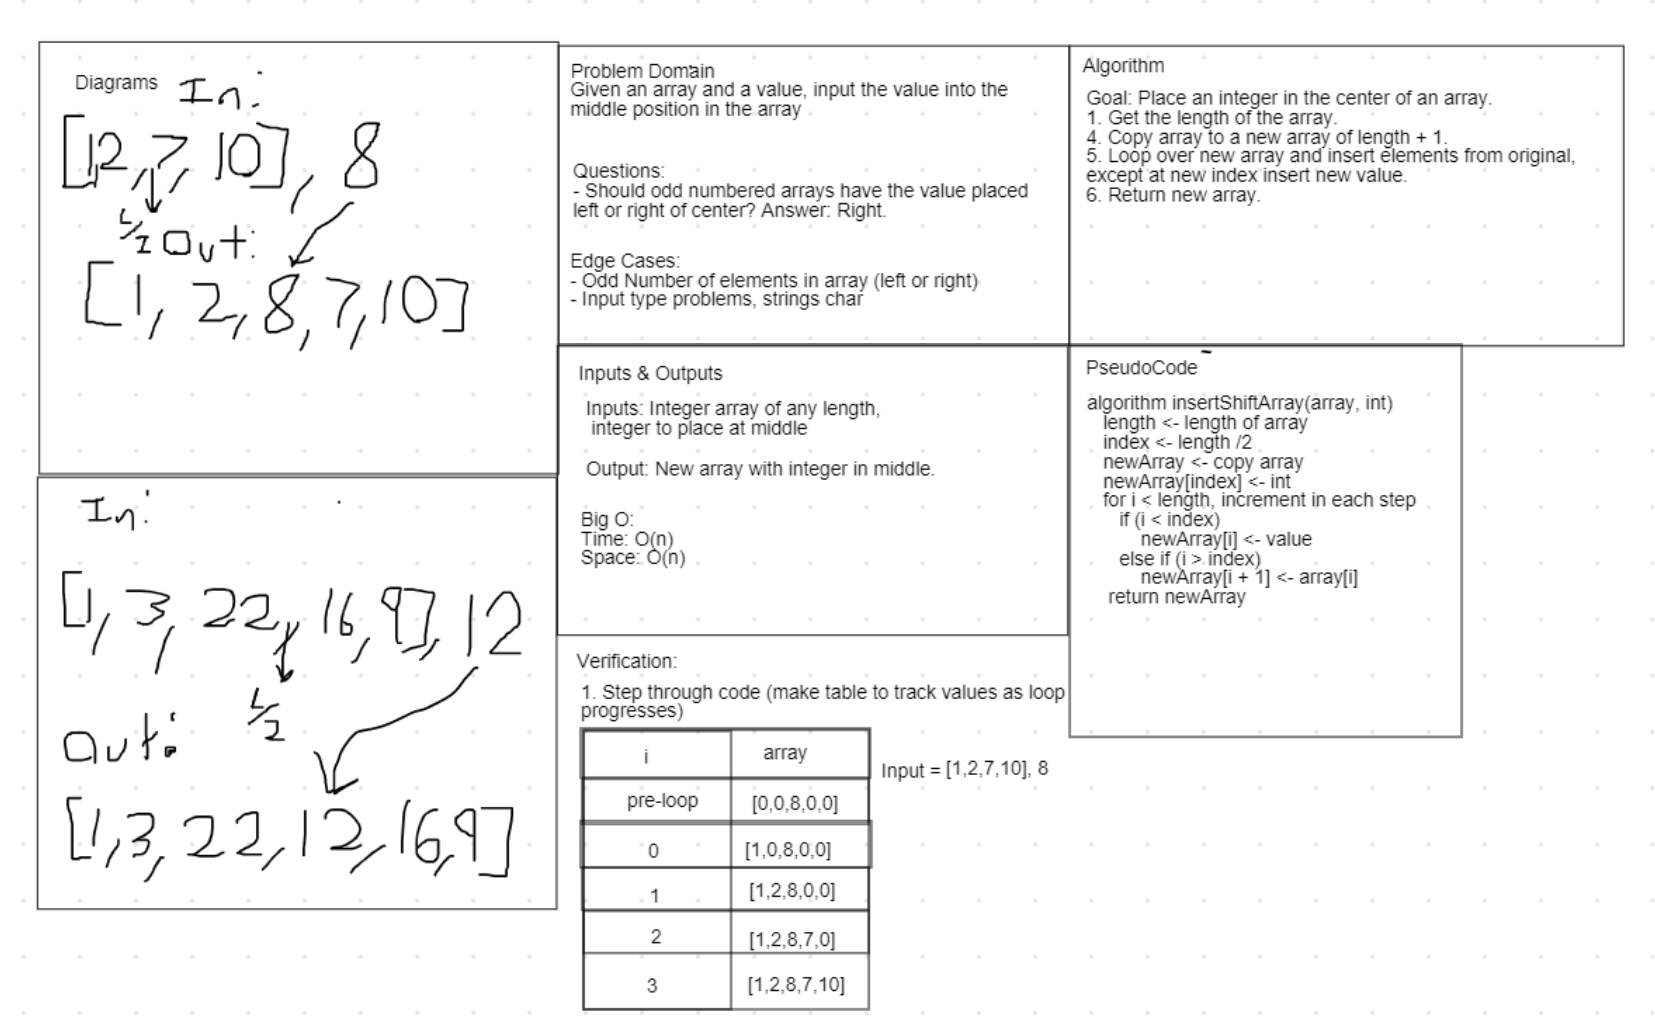 Diagrams
In:
[1,2,7,10], 8
L/2
Out:
[1, 2, 8, 7, 10]
In:
[1, 3, 22, 16, 9], 12
L/2
Out:
[1, 3, 22, 12, 16, 9]
Problem Domain
Given an array and a value, input the value into the
middle position in the array
Questions:
- Should odd numbered arrays have the value placed
left or right of center? Answer: Right.
Edge Cases:
- Odd Number of elements in array (left or right)
- Input type problems, strings char
Algorithm
Goal: Place an integer in the center of an array.
1. Get the length of the array.
4. Copy array to a new array of length + 1.
5. Loop over new array and insert elements from original,
except at new index insert new value.
6. Return new array.
Inputs & Outputs
Inputs: Integer array of any length,
integer to place at middle
Output: New array with integer in middle.
Big O:
Time: O(n)
Space: O(n)
PseudoCode
algorithm insertShiftArray(array, int)
length <- length of array
index <- length /2
newArray <- copy array
newArray[index] <- int
for i < length, increment in each step
if (i < index)
newArray[i] <- value
else if (i > index)
newArray[i + 1] <- array[i]
return newArray
Verification:
1. Step through code (make table to track values as loop
progresses)
i array
pre-loop [0,0,8,0,0]
0 [1,0,8,0,0]
1 [1,2,8,0,0]
2 [1,2,8,7,0]
3 [1,2,8,7,10]
Input = [1,2,7,10], 8